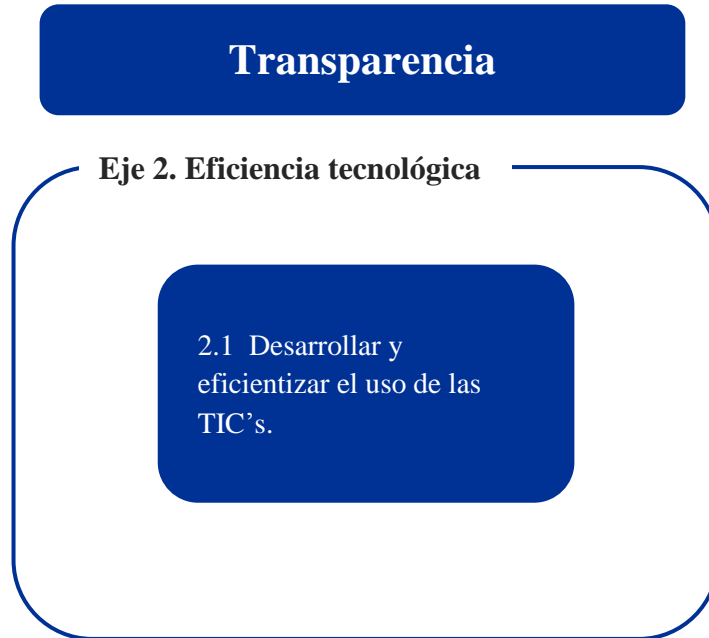 Transparencia
Eje 2. Eficiencia tecnológica
2.1  Desarrollar y
eficientizar el uso de las
TIC’s.